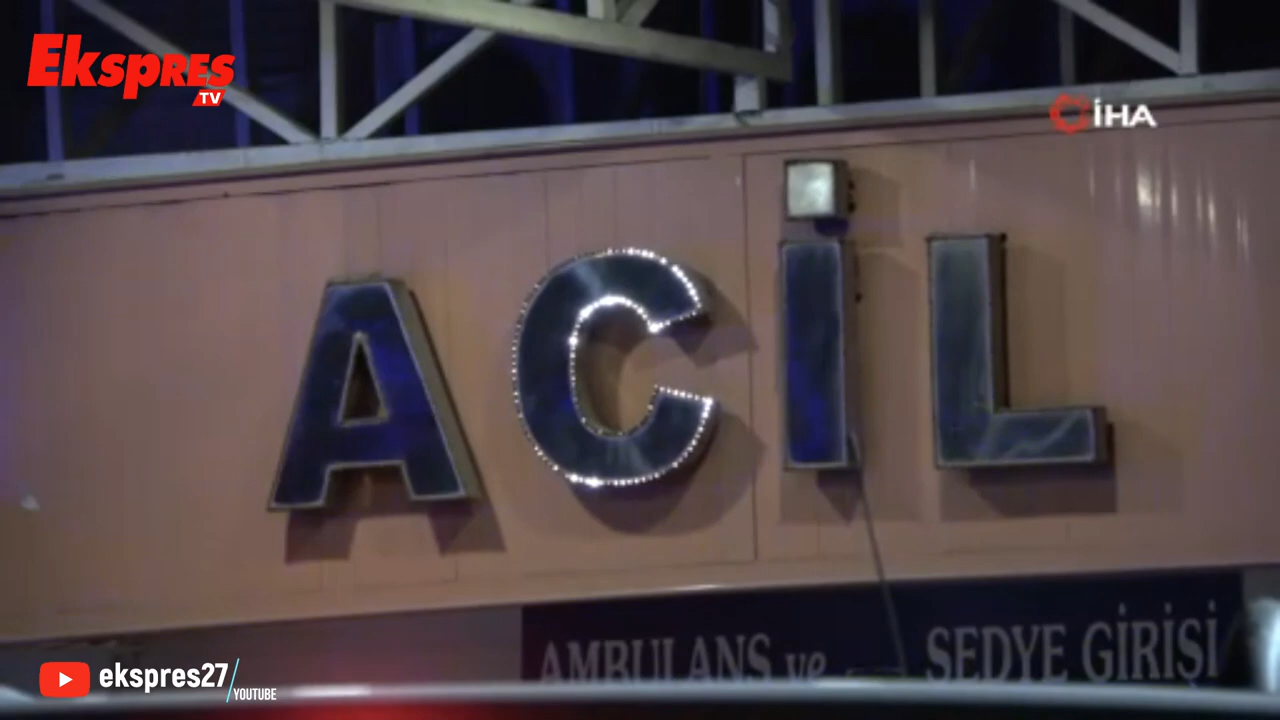 Ekspres
TV
İHA
ACİL
AMBULANS ve SEDYE GİRİŞİ
ekspres27
YOUTUBE